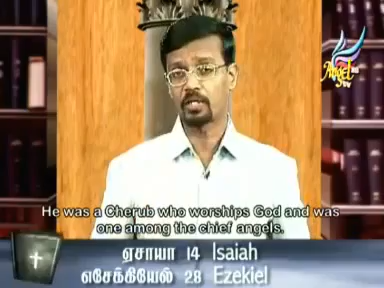 Angel
TV
He was a Cherub who worships God and was
one among the chief angels.
ஏசாயா 14 Isaiah
எசேக்கியேல் 28 Ezekiel